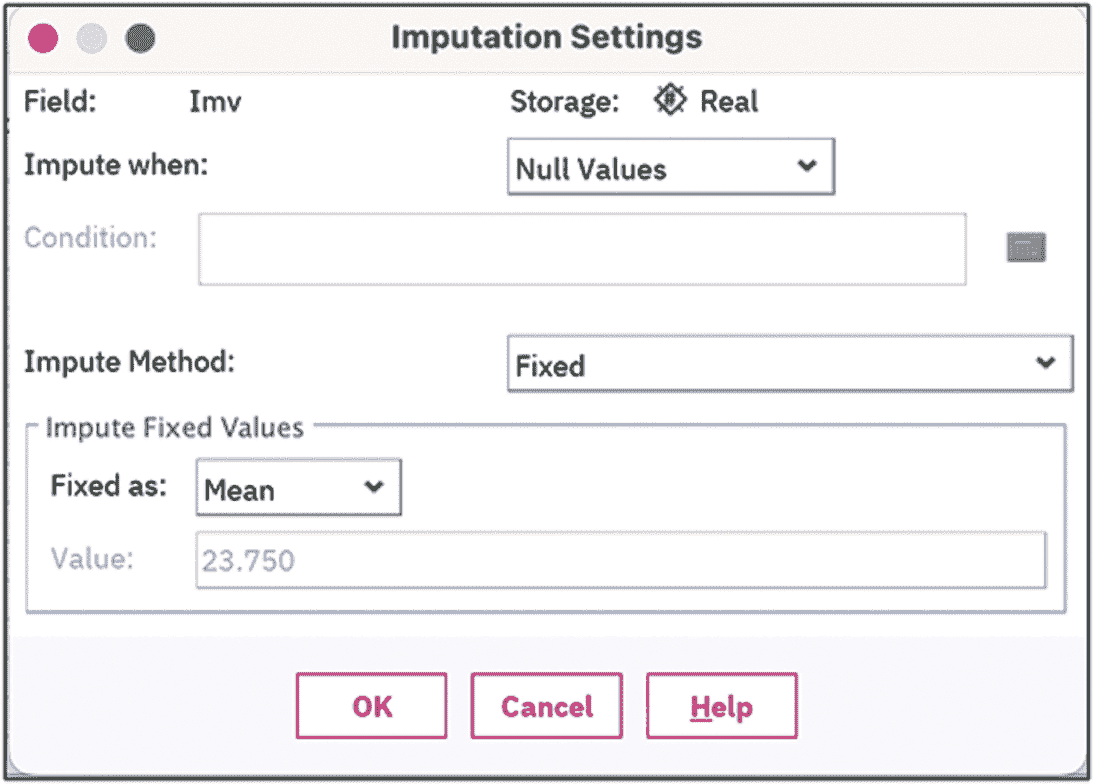 Imputation Settings
Field: Imv Storage: Real
Impute when: Null Values
Condition:
Impute Method: Fixed
Impute Fixed Values
Fixed as: Mean
Value: 23.750
OK Cancel Help